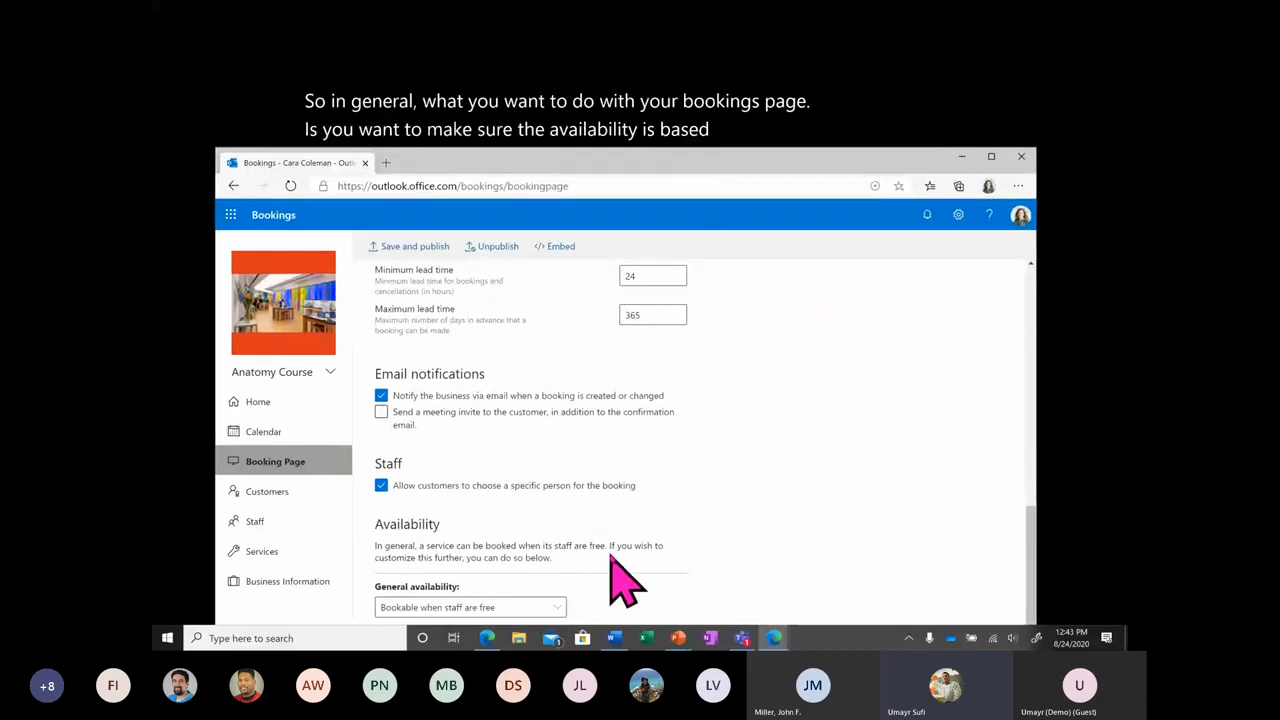 So in general, what you want to do with your bookings page.
Is you want to make sure the availability is based
Bookings - Cara Coleman - Outl
https://outlook.office.com/bookings/bookingpage
Bookings
Save and publish
Unpublish
</> Embed
Minimum lead time
Minimum lead time for bookings and
cancellations (in hours)
24
Maximum lead time
Maximum number of days in advance that a
booking can be made
365
Anatomy Course
Home
Calendar
Booking Page
Customers
Staff
Services
Business Information
Email notifications
Notify the business via email when a booking is created or changed
Send a meeting invite to the customer, in addition to the confirmation
email.
Staff
Allow customers to choose a specific person for the booking
Availability
In general, a service can be booked when its staff are free. If you wish to
customize this further, you can do so below.
General availability:
Bookable when staff are free
Type here to search
12:43 PM
8/24/2020
+8
FI
AW
PN
MB
DS
JL
LV
JM
Miller, John F.
Umayr Sufi
U
Umayr (Demo) (Guest)